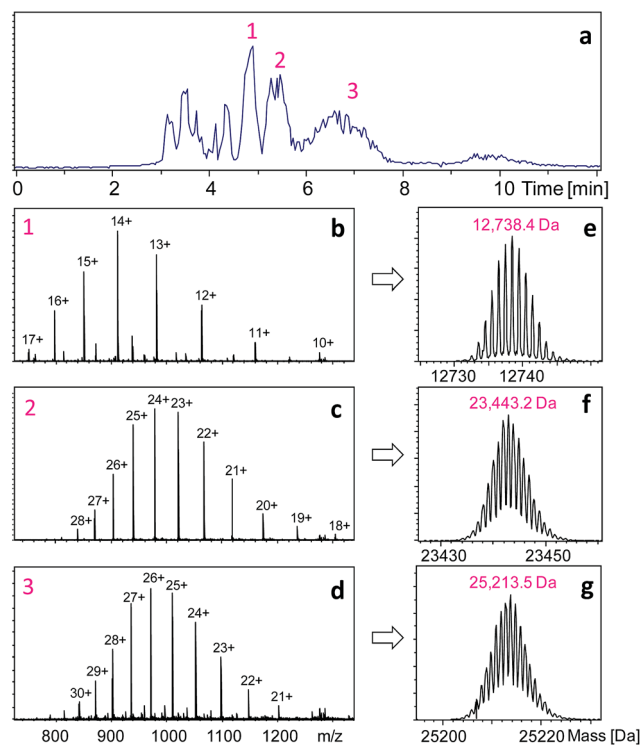 1
2
3
a
0 2 4 6 8 10 Time [min]
1
b
17+ 16+ 15+ 14+ 13+ 12+ 11+ 10+
12,738.4 Da
e
12730 12740
2
c
28+ 27+ 26+ 25+ 24+ 23+ 22+ 21+ 20+ 19+ 18+
23,443.2 Da
f
23430 23450
3
d
30+ 29+ 28+ 27+ 26+ 25+ 24+ 23+ 22+ 21+
800 900 1000 1100 1200 m/z
25,213.5 Da
g
25200 25220 Mass [Da]